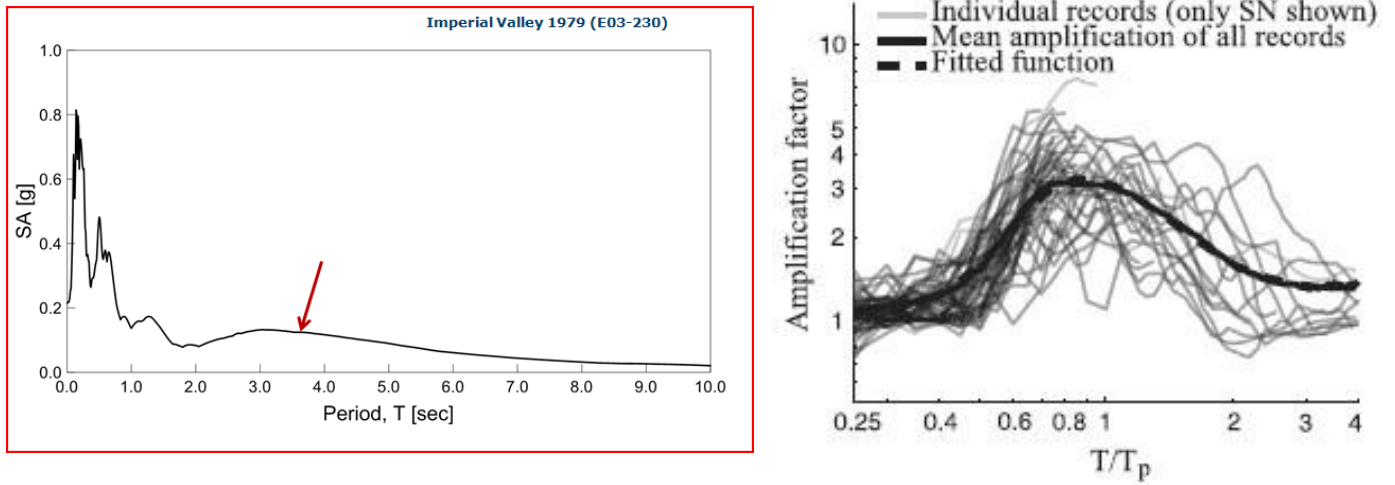 Imperial Valley 1979 (E03-230)
1.0
0.8
0.6
0.4
0.2
0.0
SA [g]
0.0 1.0 2.0 3.0 4.0 5.0 6.0 7.0 8.0 9.0 10.0
Period, T [sec]
Individual records (only SN shown)
Mean amplification of all records
Fitted function
10
5
4
3
2
1
Amplification factor
0.25 0.4 0.6 0.8 1 2 3 4
T/Tp